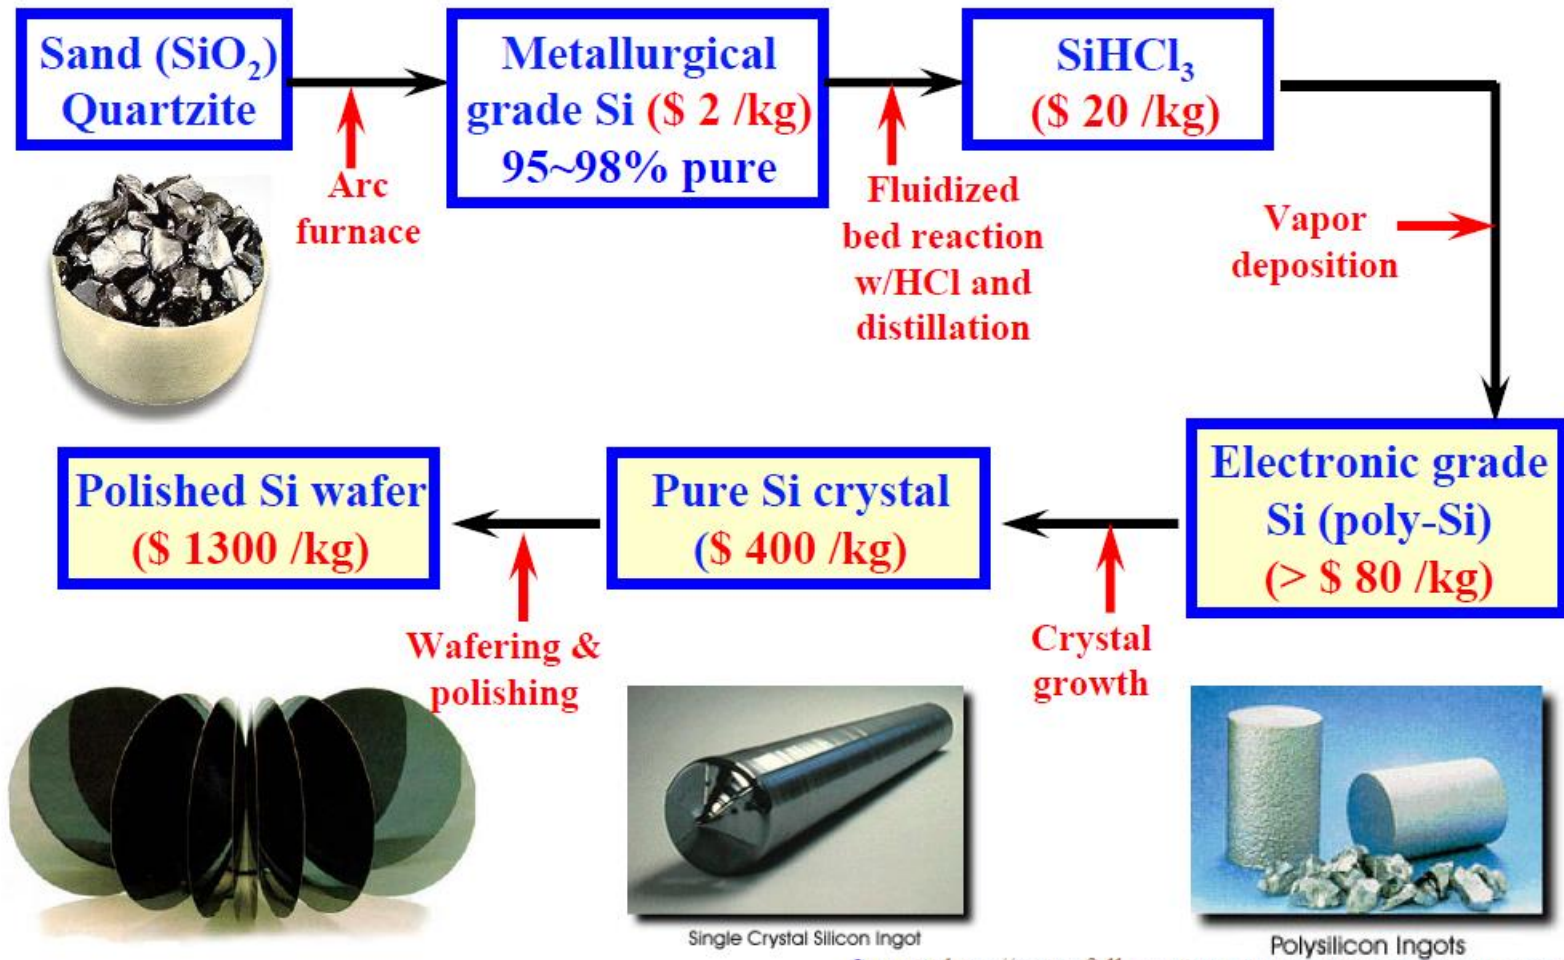 Sand (SiO₂)
Quartzite
Metallurgical
grade Si ($ 2 /kg)
95~98% pure
SiHCl₃
($ 20 /kg)
Arc
furnace
Fluidized
bed reaction
w/HCl and
distillation
Vapor
deposition
Electronic grade
Si (poly-Si)
(> $ 80 /kg)
Pure Si crystal
($ 400 /kg)
Polished Si wafer
($ 1300 /kg)
Crystal
growth
Wafering &
polishing
Single Crystal Silicon Ingot
Polysilicon Ingots